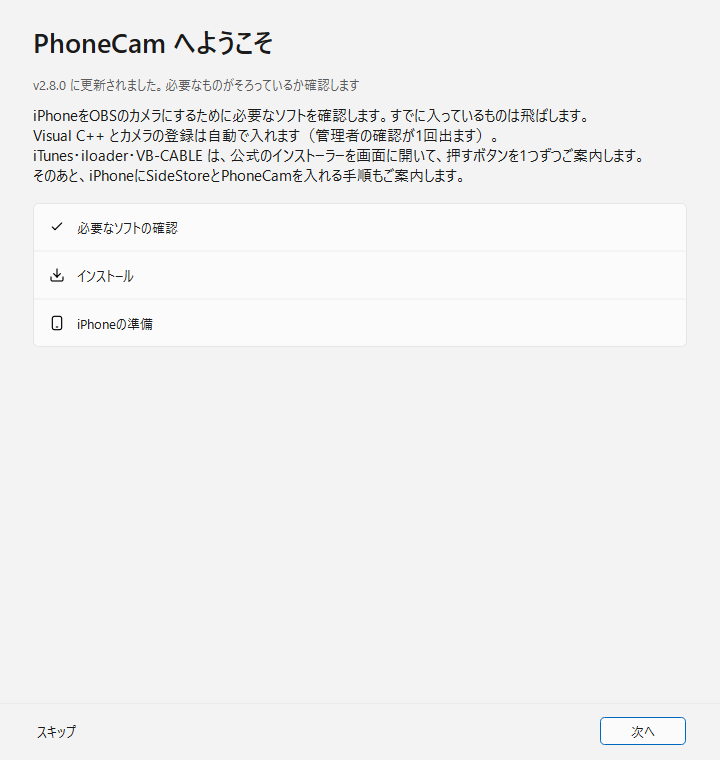 PhoneCam へようこそ
v2.8.0 に更新されました。必要なものがそろっているか確認します
iPhoneをOBSのカメラにするために必要なソフトを確認します。すでに入っているものは飛ばします。
Visual C++ とカメラの登録は自動で入れます（管理者の確認が1回出ます）。
iTunes・iloader・VB-CABLE は、公式のインストーラーを画面に開いて、押すボタンを1つずつご案内します。
そのあと、iPhoneにSideStoreとPhoneCamを入れる手順もご案内します。
必要なソフトの確認
インストール
iPhoneの準備
スキップ
次へ